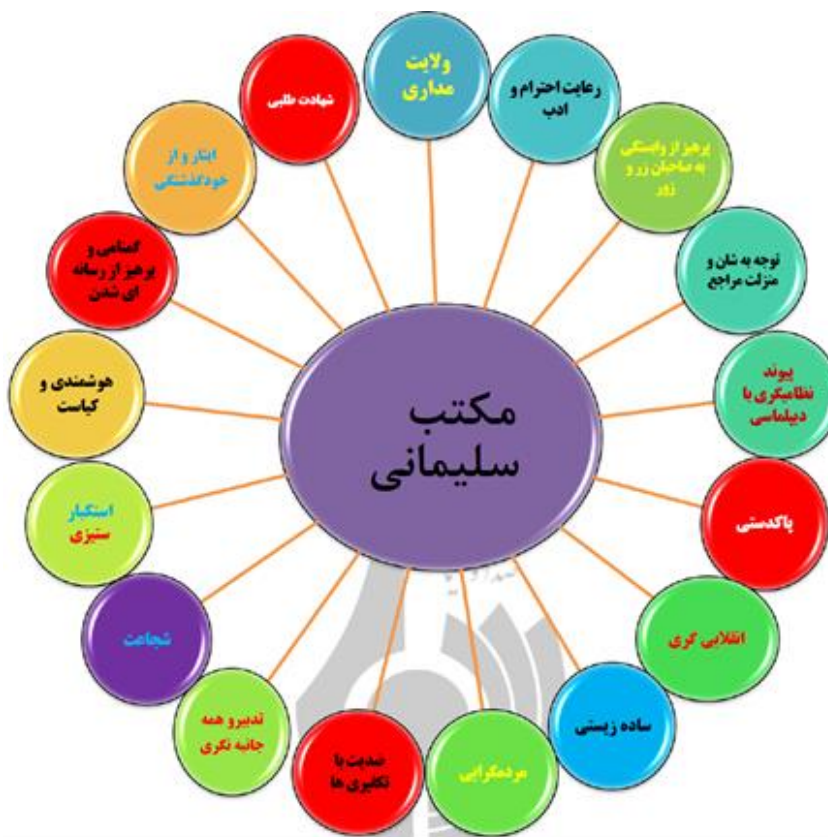 ولایت
مداری
رعایت احترام و
ادب
پرهیز از وابستگی
به صاحبان زر و
زور
توجه به شان و
منزلت مراجع
پیوند
نظامیگری با
دیپلماسی
پاکدستی
انقلابی گری
ساده زیستی
مردمگرایی
ضدیت با
تکفیری ها
تدبیرو همه
جانبه نگری
شجاعت
استکبار
ستیزی
هوشمندی و
کیاست
گمنامی و
پرهیز از رسانه
ای شدن
ایثار و از
خودگذشتگی
شهادت طلبی
مکتب
سلیمانی